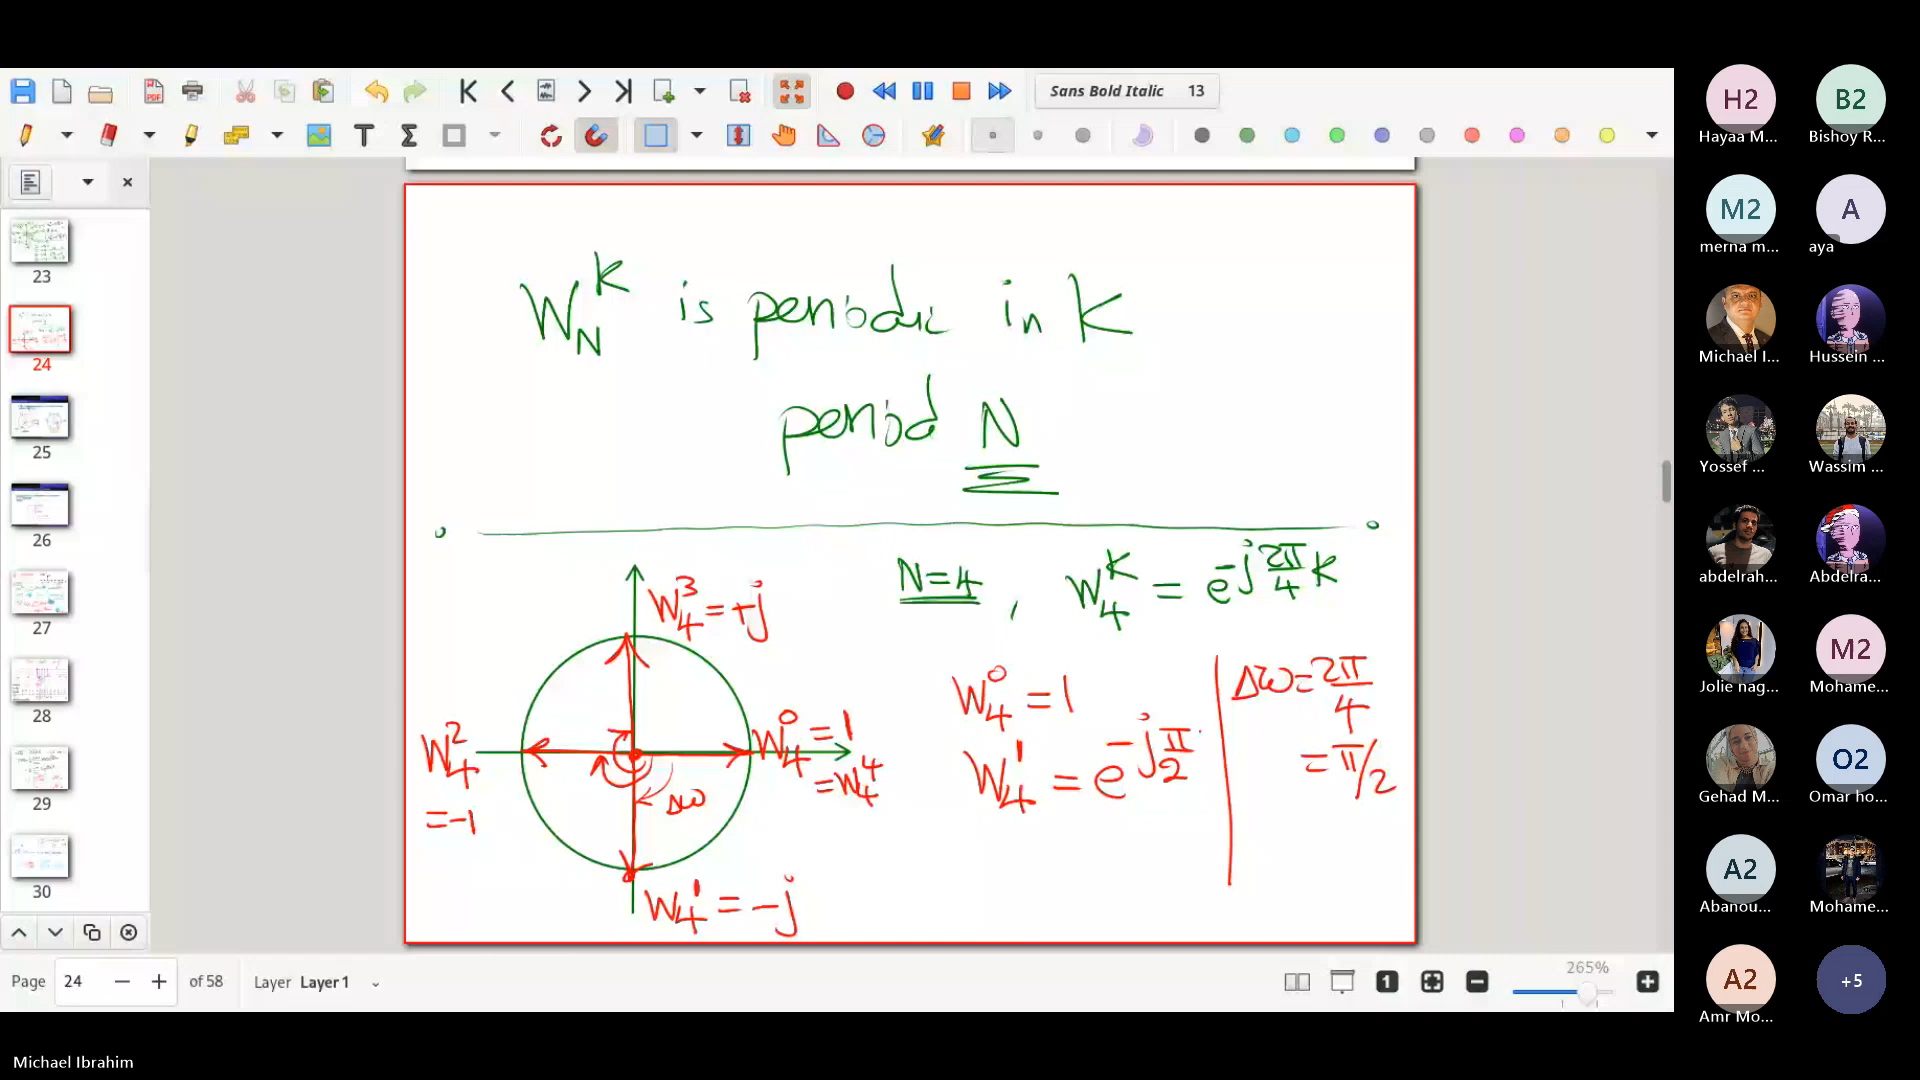 Sans Bold Italic 13
23
24
25
26
27
28
29
30
W_N^K is periodic in K
period N
N=4 , W_4^K = e^{-j 2π/4 K}
W_4^3 = +j
W_4^0 = 1
= W_4^4
W_4^2
= -1
Δω
W_4^1 = -j
W_4^0 = 1
W_4^1 = e^{-j π/2}
Δω = 2π/4
= π/2
Page 24 of 58 Layer Layer 1
1
265%
H2 B2
Hayaa M... Bishoy R...
M2 A
merna m... aya
Michael I... Hussein ...
Yossef ... Wassim ...
abdelrah... Abdelra...
M2
Jolie nag... Mohame...
O2
Gehad M... Omar ho...
A2
Abanou... Mohame...
A2 +5
Amr Mo...
Michael Ibrahim